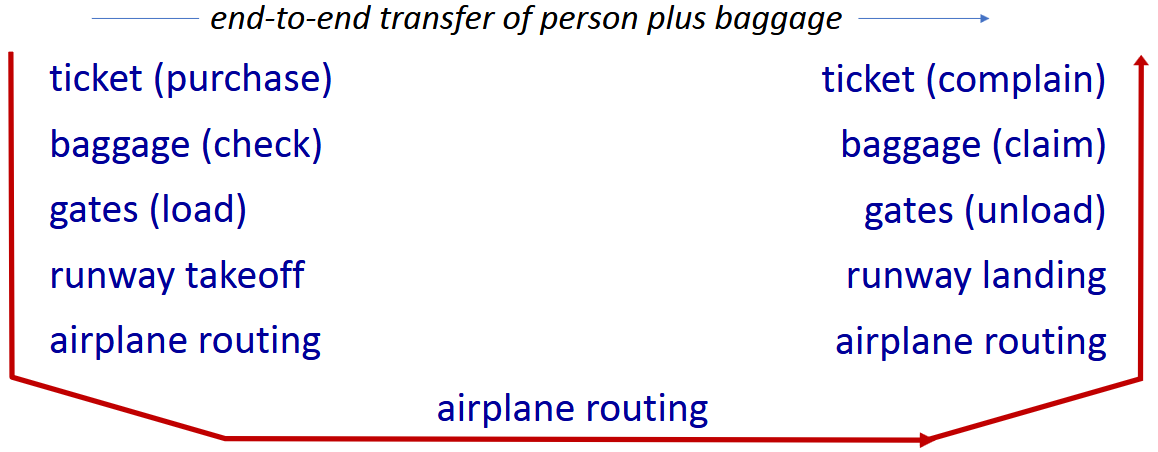 end-to-end transfer of person plus baggage
ticket (purchase)
ticket (complain)
baggage (check)
baggage (claim)
gates (load)
gates (unload)
runway takeoff
runway landing
airplane routing
airplane routing
airplane routing